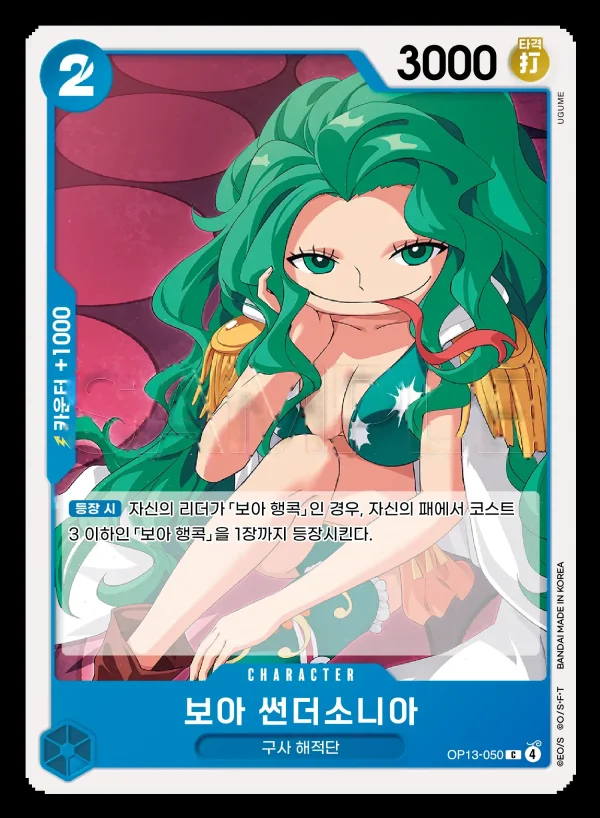 2
3000
타격
打
UGUME
카운터 +1000
SAMPLE
등장 시 자신의 리더가 「보아 행콕」인 경우, 자신의 패에서 코스트
3 이하인 「보아 행콕」을 1장까지 등장시킨다.
CHARACTER
보아 썬더소니아
구사 해적단
OP13-050 C 4
©EO/S ©O/S·F·T BANDAI MADE IN KOREA